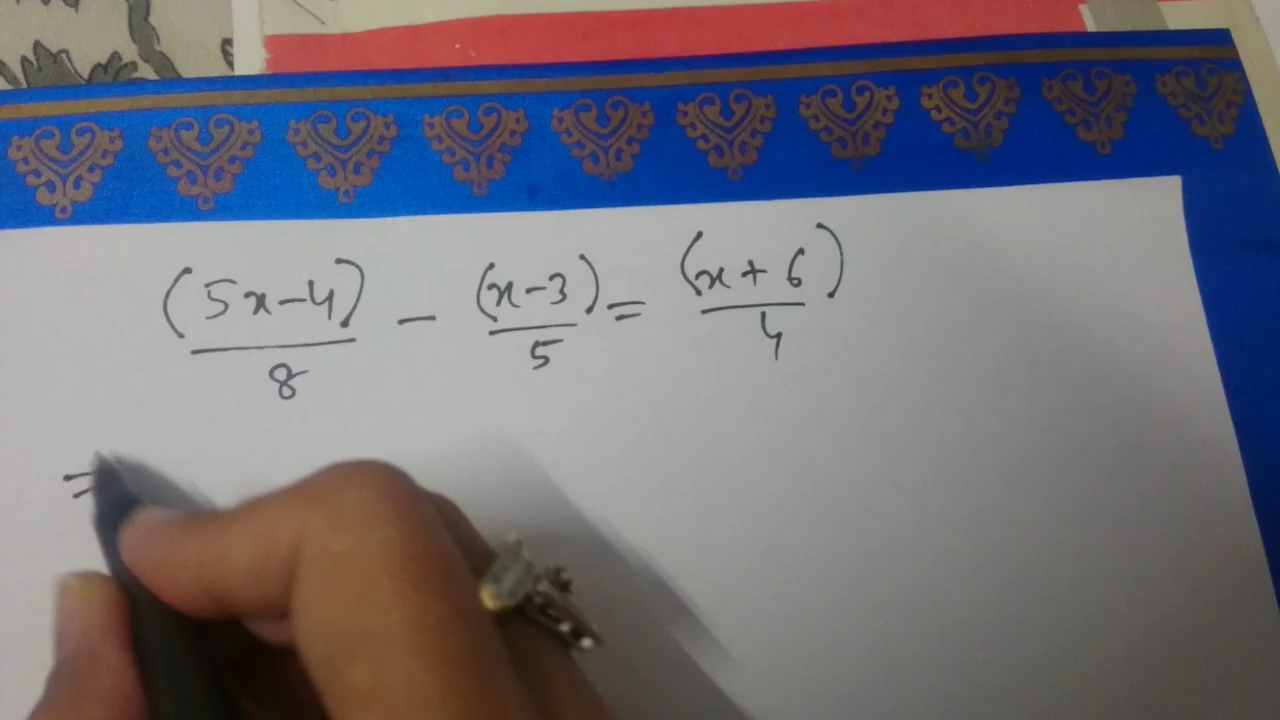 (5x-4)/8 - (x-3)/5 = (x+6)/4
=